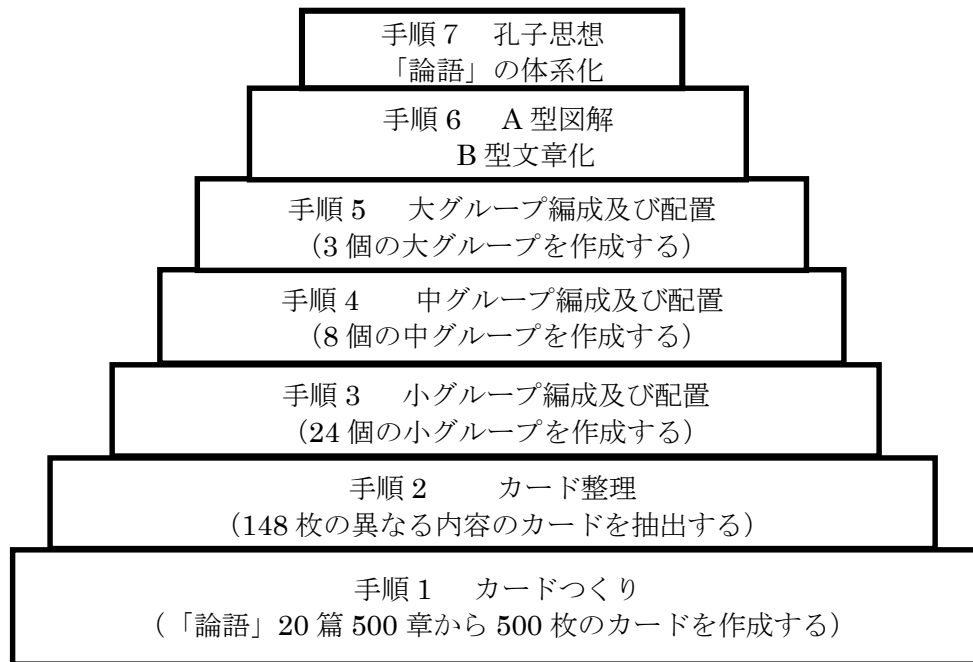 手順 7 孔子思想
「論語」の体系化
手順 6 A 型図解
B 型文章化
手順 5 大グループ編成及び配置
（3 個の大グループを作成する）
手順 4 中グループ編成及び配置
（8 個の中グループを作成する）
手順 3 小グループ編成及び配置
（24 個の小グループを作成する）
手順 2 カード整理
（148 枚の異なる内容のカードを抽出する）
手順 1 カードつくり
（「論語」20 篇 500 章から 500 枚のカードを作成する）